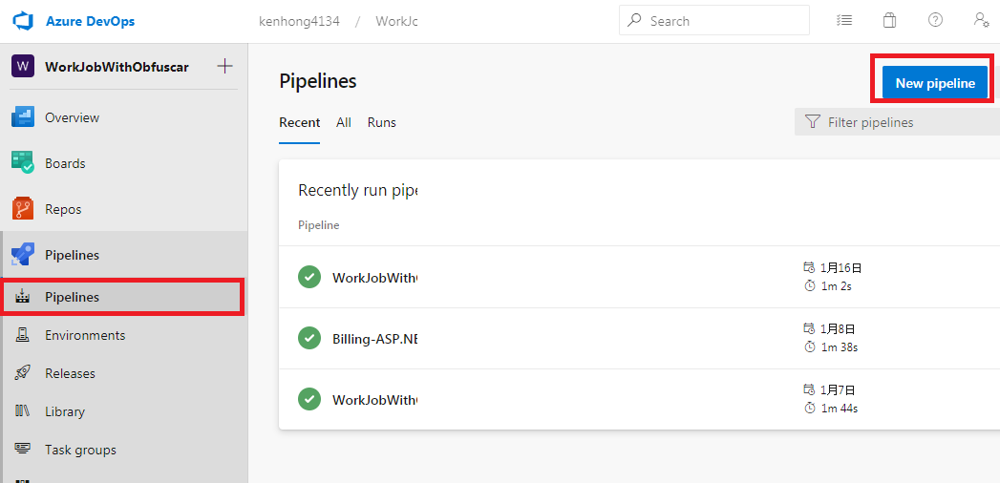 Azure DevOps
kenhong4134 / WorkJo
Search
W WorkJobWithObfuscar
Overview
Boards
Repos
Pipelines
Pipelines
Environments
Releases
Library
Task groups
Pipelines
New pipeline
Recent All Runs
Filter pipelines
Recently run pipe
Pipeline
WorkJobWith
1月16日
1m 2s
Billing-ASP.NE
1月8日
1m 38s
WorkJobWith
1月7日
1m 44s